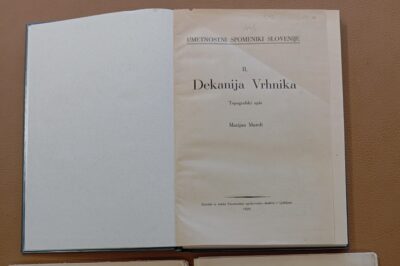 UMETNOSTNI SPOMENIKI SLOVENIJE
II.
Dekanija Vrhnika
Topografski opis
Marijan Marolt